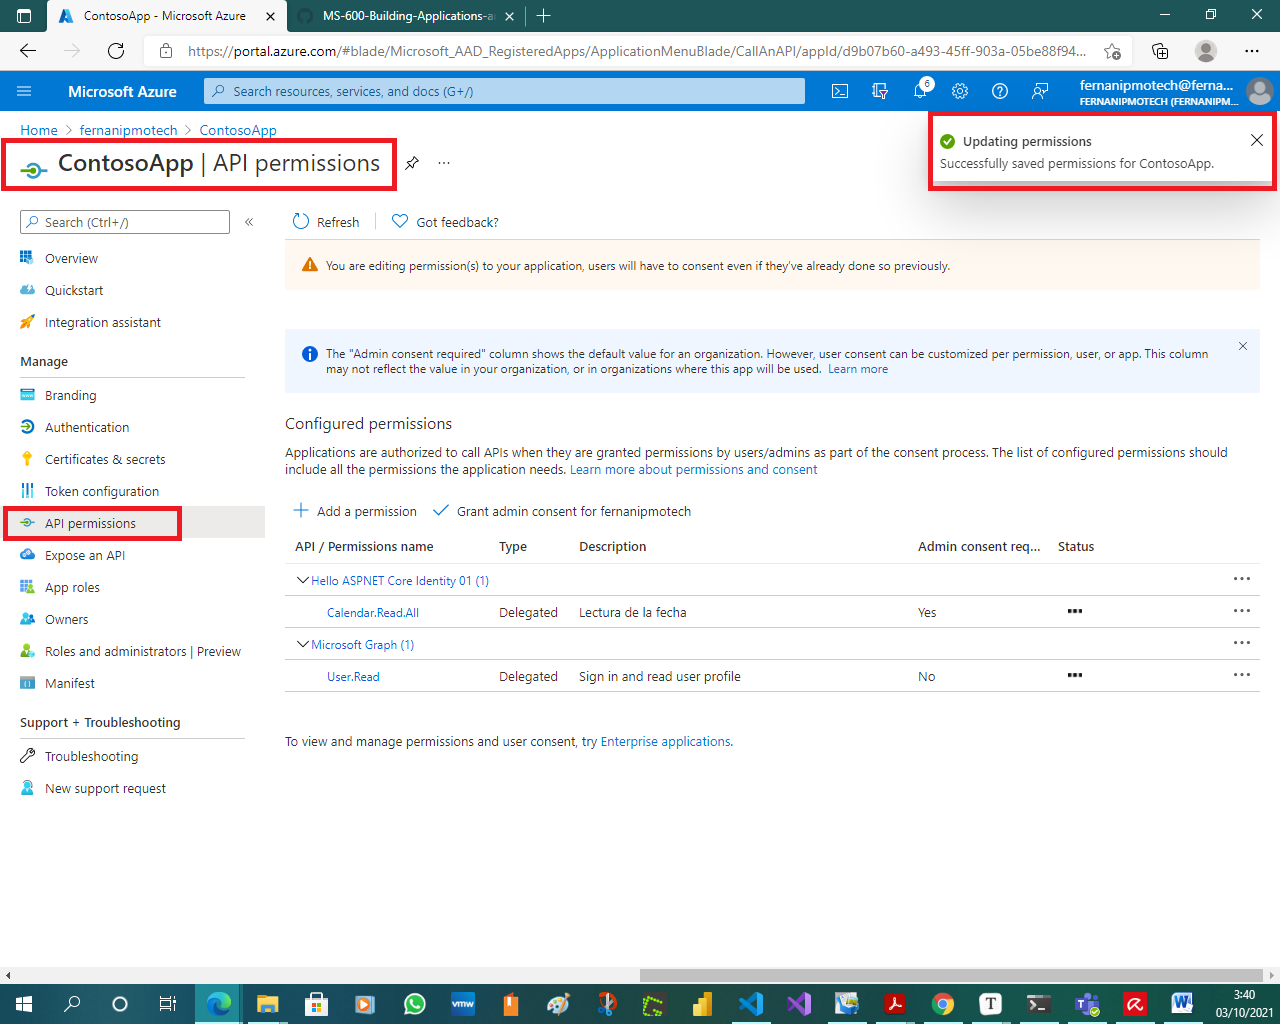 ContosoApp - Microsoft Azure
MS-600-Building-Applications-a
https://portal.azure.com/#blade/Microsoft_AAD_RegisteredApps/ApplicationMenuBlade/CallAnAPI/appId/d9b07b60-a493-45ff-903a-05be88f94...
Microsoft Azure
Search resources, services, and docs (G+/)
6
fernanipmotech@ferna...
FERNANIPMOTECH (FERNANIPM...
Home > fernanipmotech > ContosoApp
ContosoApp | API permissions
Updating permissions
Successfully saved permissions for ContosoApp.
Search (Ctrl+/)
Refresh
Got feedback?
Overview
Quickstart
Integration assistant
Manage
Branding
Authentication
Certificates & secrets
Token configuration
API permissions
Expose an API
App roles
Owners
Roles and administrators | Preview
Manifest
Support + Troubleshooting
Troubleshooting
New support request
You are editing permission(s) to your application, users will have to consent even if they've already done so previously.
The "Admin consent required" column shows the default value for an organization. However, user consent can be customized per permission, user, or app. This column
may not reflect the value in your organization, or in organizations where this app will be used. Learn more
Configured permissions
Applications are authorized to call APIs when they are granted permissions by users/admins as part of the consent process. The list of configured permissions should
include all the permissions the application needs. Learn more about permissions and consent
Add a permission
Grant admin consent for fernanipmotech
API / Permissions name Type Description Admin consent req... Status
Hello ASPNET Core Identity 01 (1)
Calendar.Read.All Delegated Lectura de la fecha Yes
Microsoft Graph (1)
User.Read Delegated Sign in and read user profile No
To view and manage permissions and user consent, try Enterprise applications.
vmw
3:40
03/10/2021